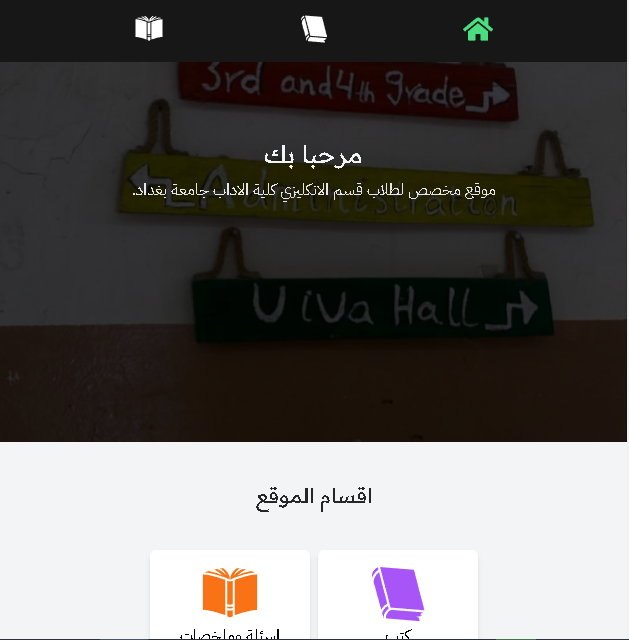 3rd and 4th grade
مرحبا بك
Administration
موقع مخصص لطلاب قسم الانكليزي كلية الاداب جامعة بغداد.
Viva Hall
اقسام الموقع
كتب
اسئلة وملخصات